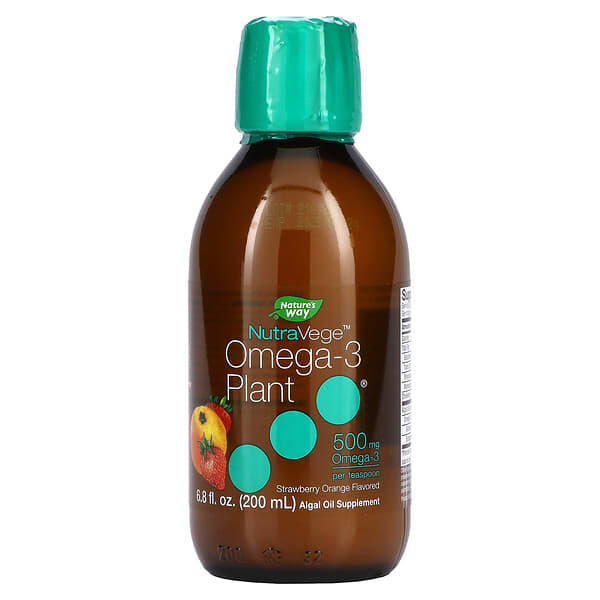 Nature's
Way
NutraVege™
Omega-3
Plant
®
500 mg
Omega-3
per teaspoon
Strawberry Orange Flavored
6.8 fl. oz. (200 mL) Algal Oil Supplement